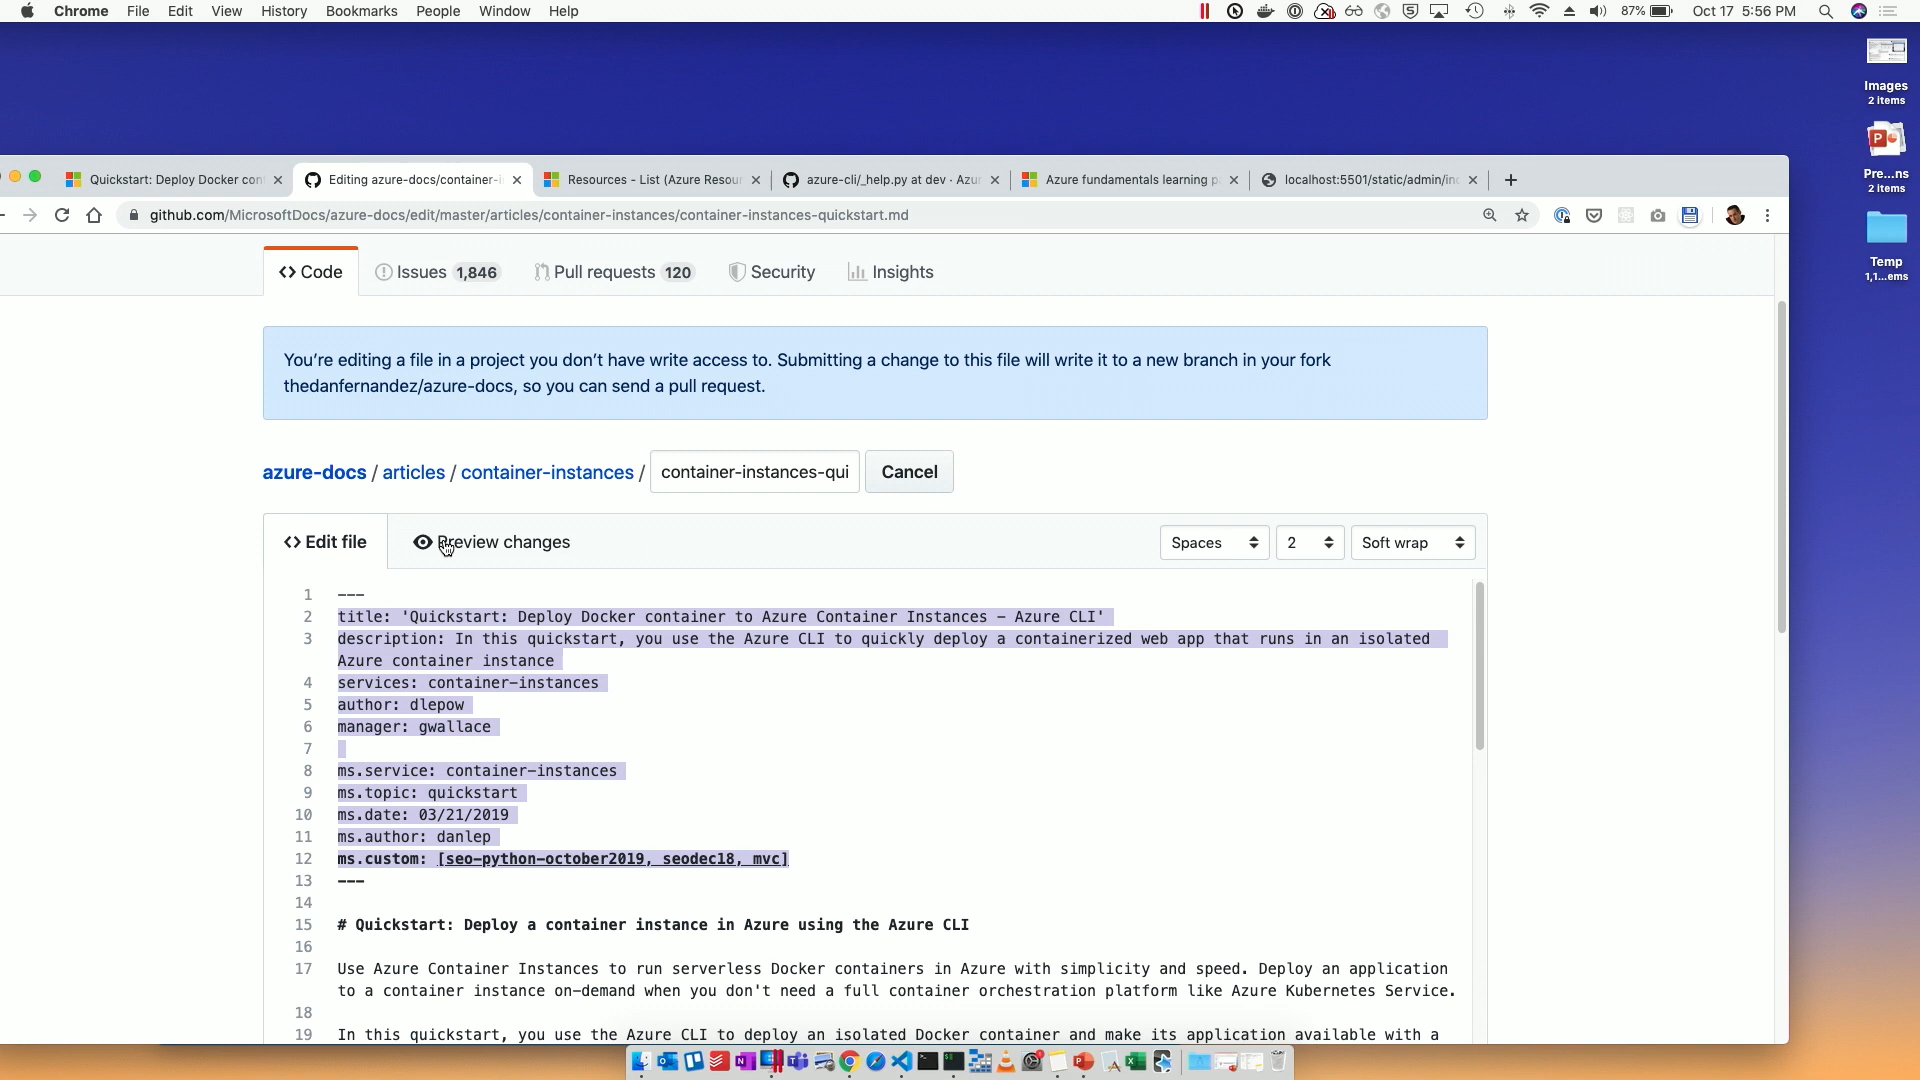 Chrome File Edit View History Bookmarks People Window Help 87% Oct 17 5:56 PM
Images
2 items
Pre...ns
2 items
Temp
1,1...ems
Quickstart: Deploy Docker con Editing azure-docs/container-i Resources - List (Azure Resour azure-cli/_help.py at dev · Azur Azure fundamentals learning p localhost:5501/static/admin/in
github.com/MicrosoftDocs/azure-docs/edit/master/articles/container-instances/container-instances-quickstart.md
<> Code Issues 1,846 Pull requests 120 Security Insights
You’re editing a file in a project you don’t have write access to. Submitting a change to this file will write it to a new branch in your fork
thedanfernandez/azure-docs, so you can send a pull request.
azure-docs / articles / container-instances / container-instances-qui Cancel
<> Edit file Preview changes Spaces 2 Soft wrap
1 ---
2 title: 'Quickstart: Deploy Docker container to Azure Container Instances - Azure CLI'
3 description: In this quickstart, you use the Azure CLI to quickly deploy a containerized web app that runs in an isolated
Azure container instance
4 services: container-instances
5 author: dlepow
6 manager: gwallace
7
8 ms.service: container-instances
9 ms.topic: quickstart
10 ms.date: 03/21/2019
11 ms.author: danlep
12 ms.custom: [seo-python-october2019, seodec18, mvc]
13 ---
14
15 # Quickstart: Deploy a container instance in Azure using the Azure CLI
16
17 Use Azure Container Instances to run serverless Docker containers in Azure with simplicity and speed. Deploy an application
to a container instance on-demand when you don't need a full container orchestration platform like Azure Kubernetes Service.
18
19 In this quickstart, you use the Azure CLI to deploy an isolated Docker container and make its application available with a